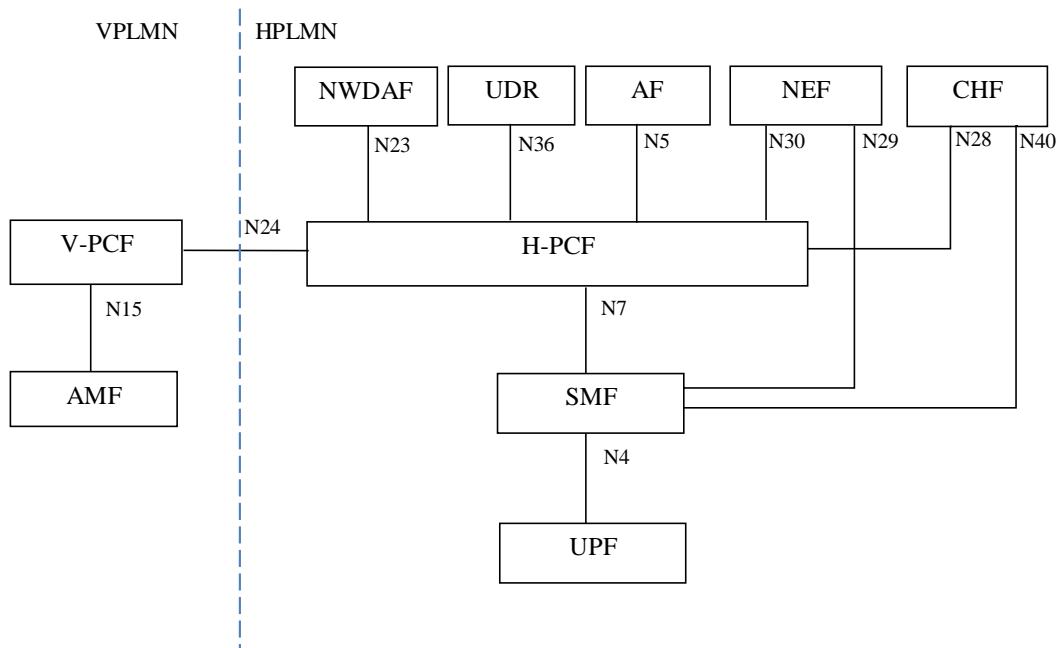 VPLMN
HPLMN
NWDAF
UDR
AF
NEF
CHF
N23
N36
N5
N30
N29
N28
N40
N24
V-PCF
H-PCF
N15
N7
AMF
SMF
N4
UPF